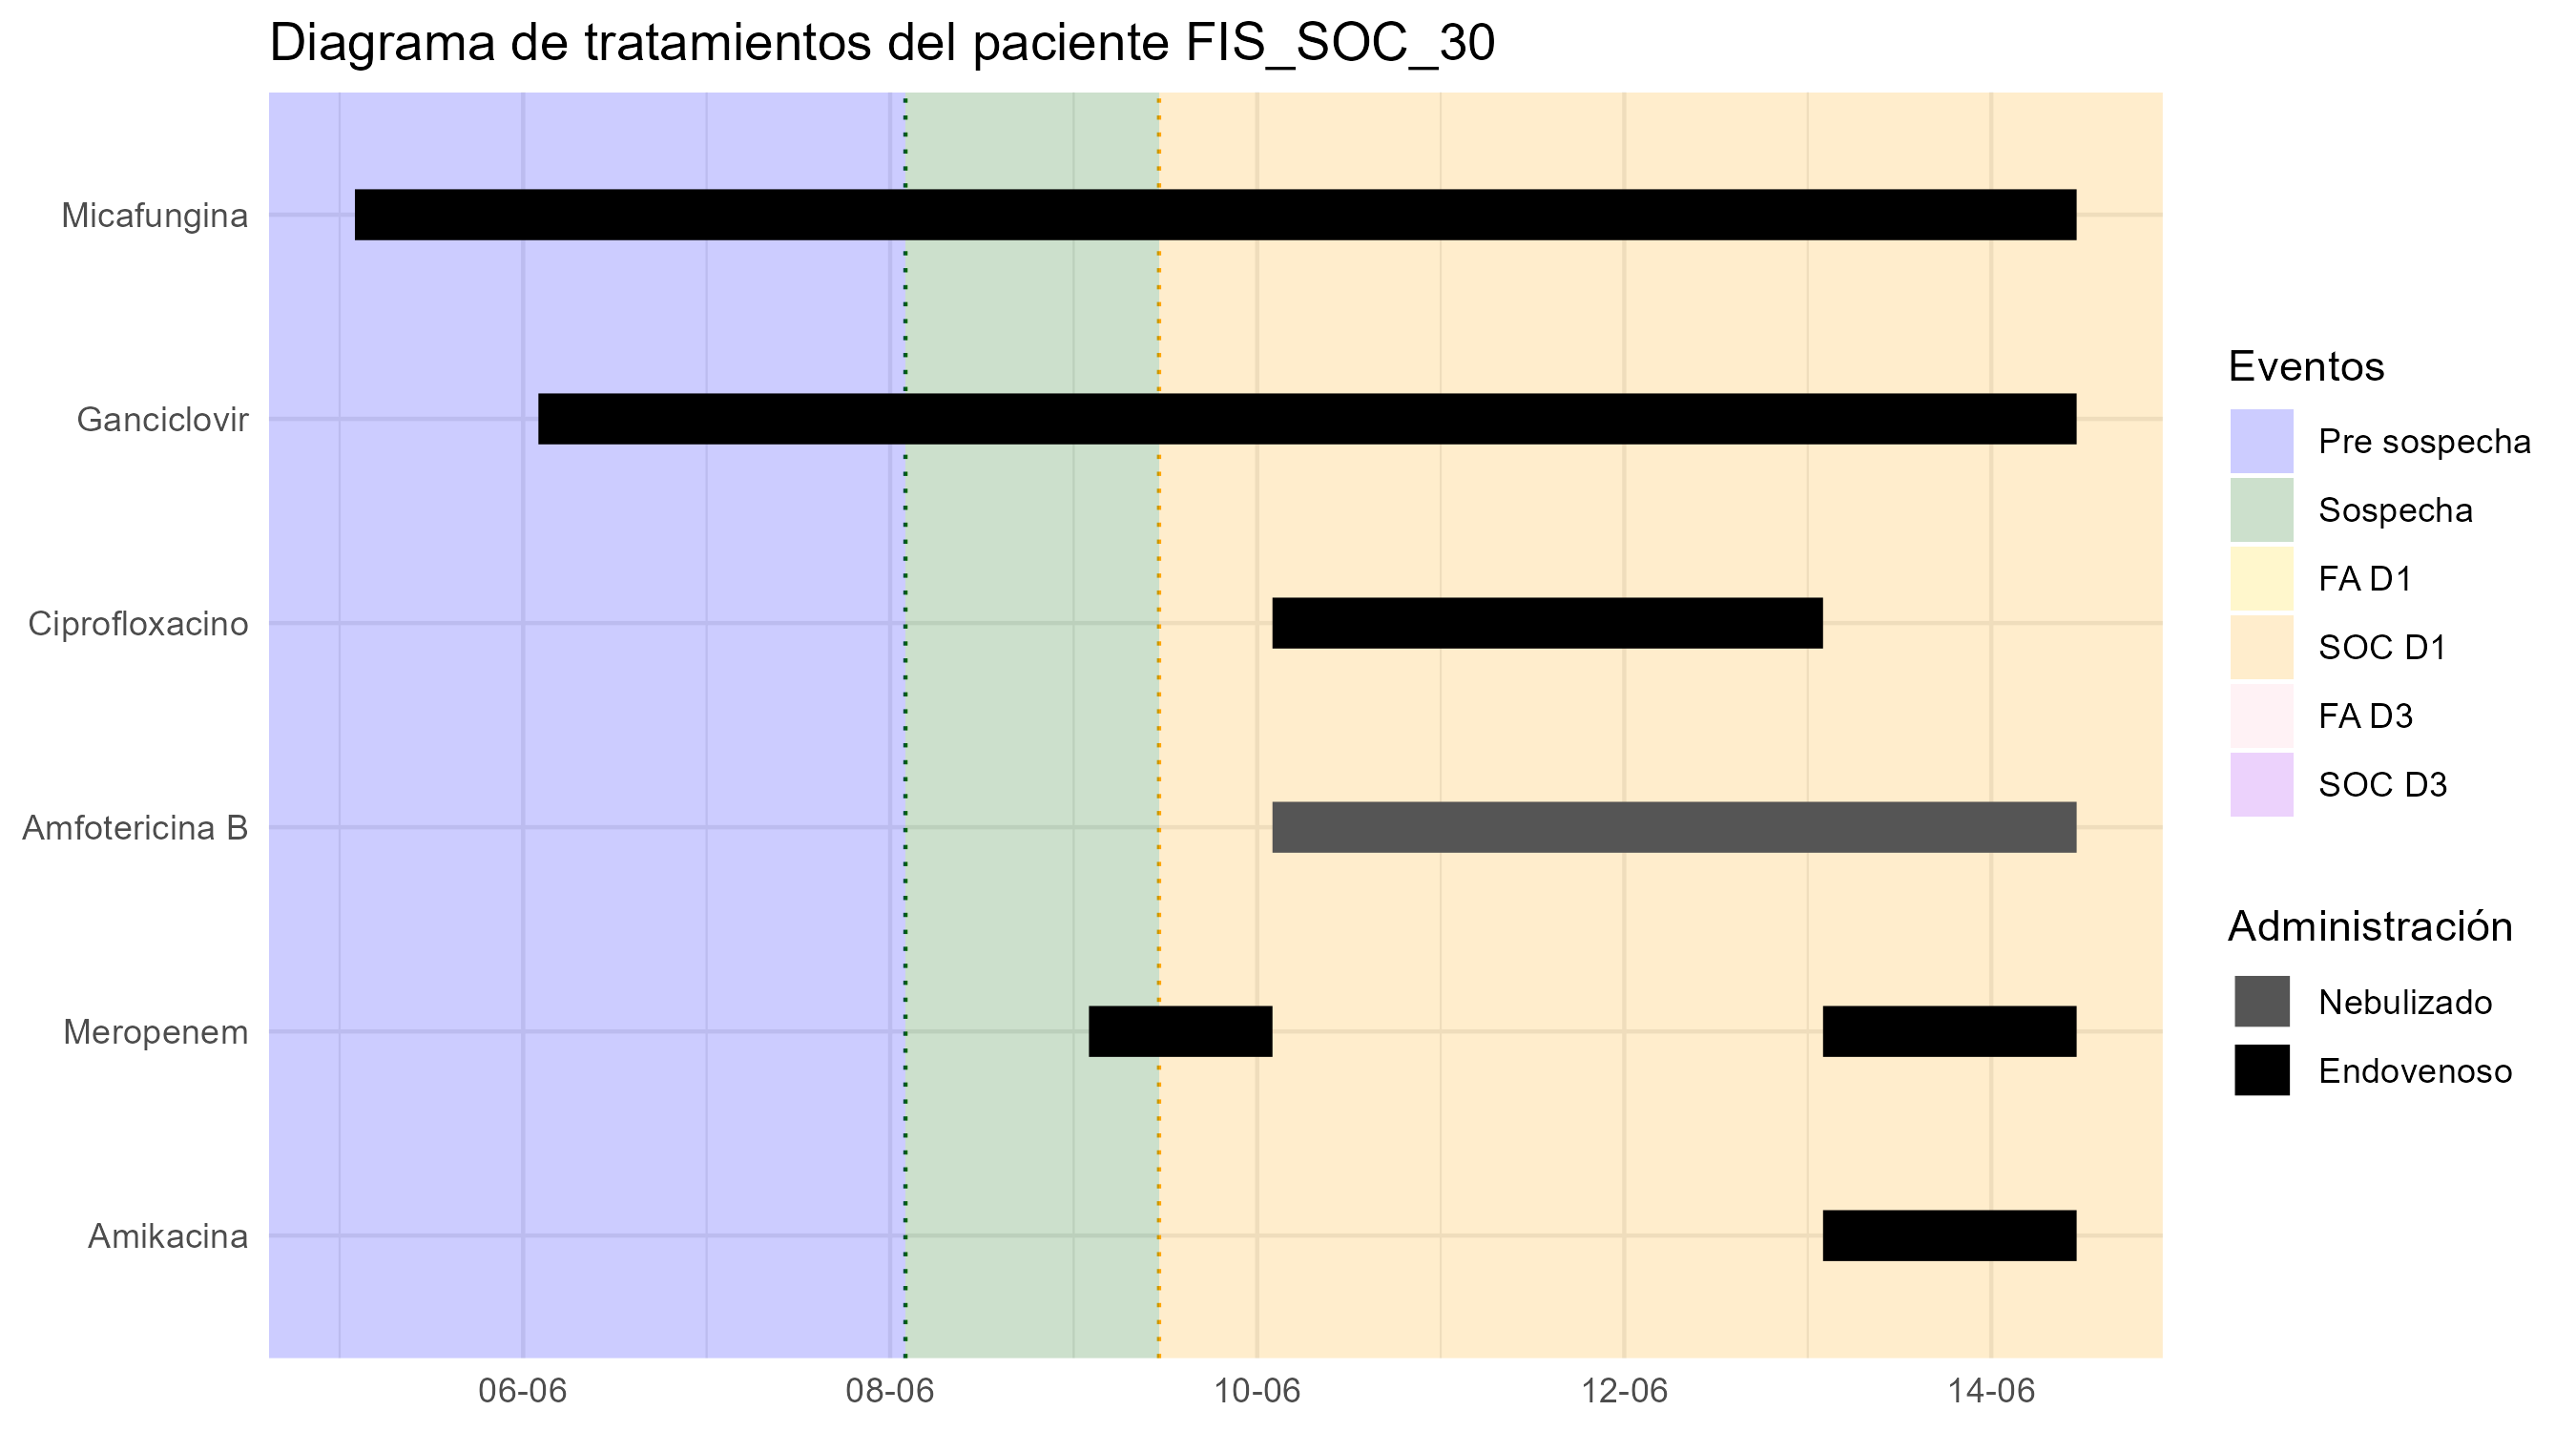 Diagrama de tratamientos del paciente FIS_SOC_30
Micafungina
Ganciclovir
Ciprofloxacino
Amfotericina B
Meropenem
Amikacina
06-06
08-06
10-06
12-06
14-06
Eventos
Pre sospecha
Sospecha
FA D1
SOC D1
FA D3
SOC D3
Administración
Nebulizado
Endovenoso